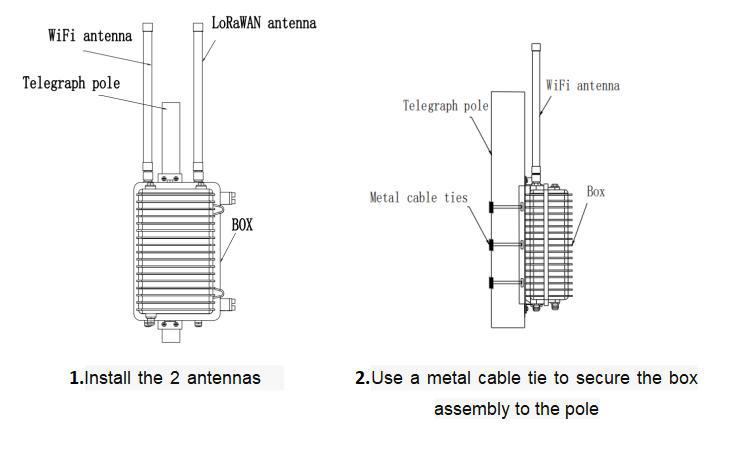 WiFi antenna
LoRaWAN antenna
Telegraph pole
BOX
1.Install the 2 antennas
WiFi antenna
Telegraph pole
Metal cable ties
Box
2.Use a metal cable tie to secure the box
assembly to the pole